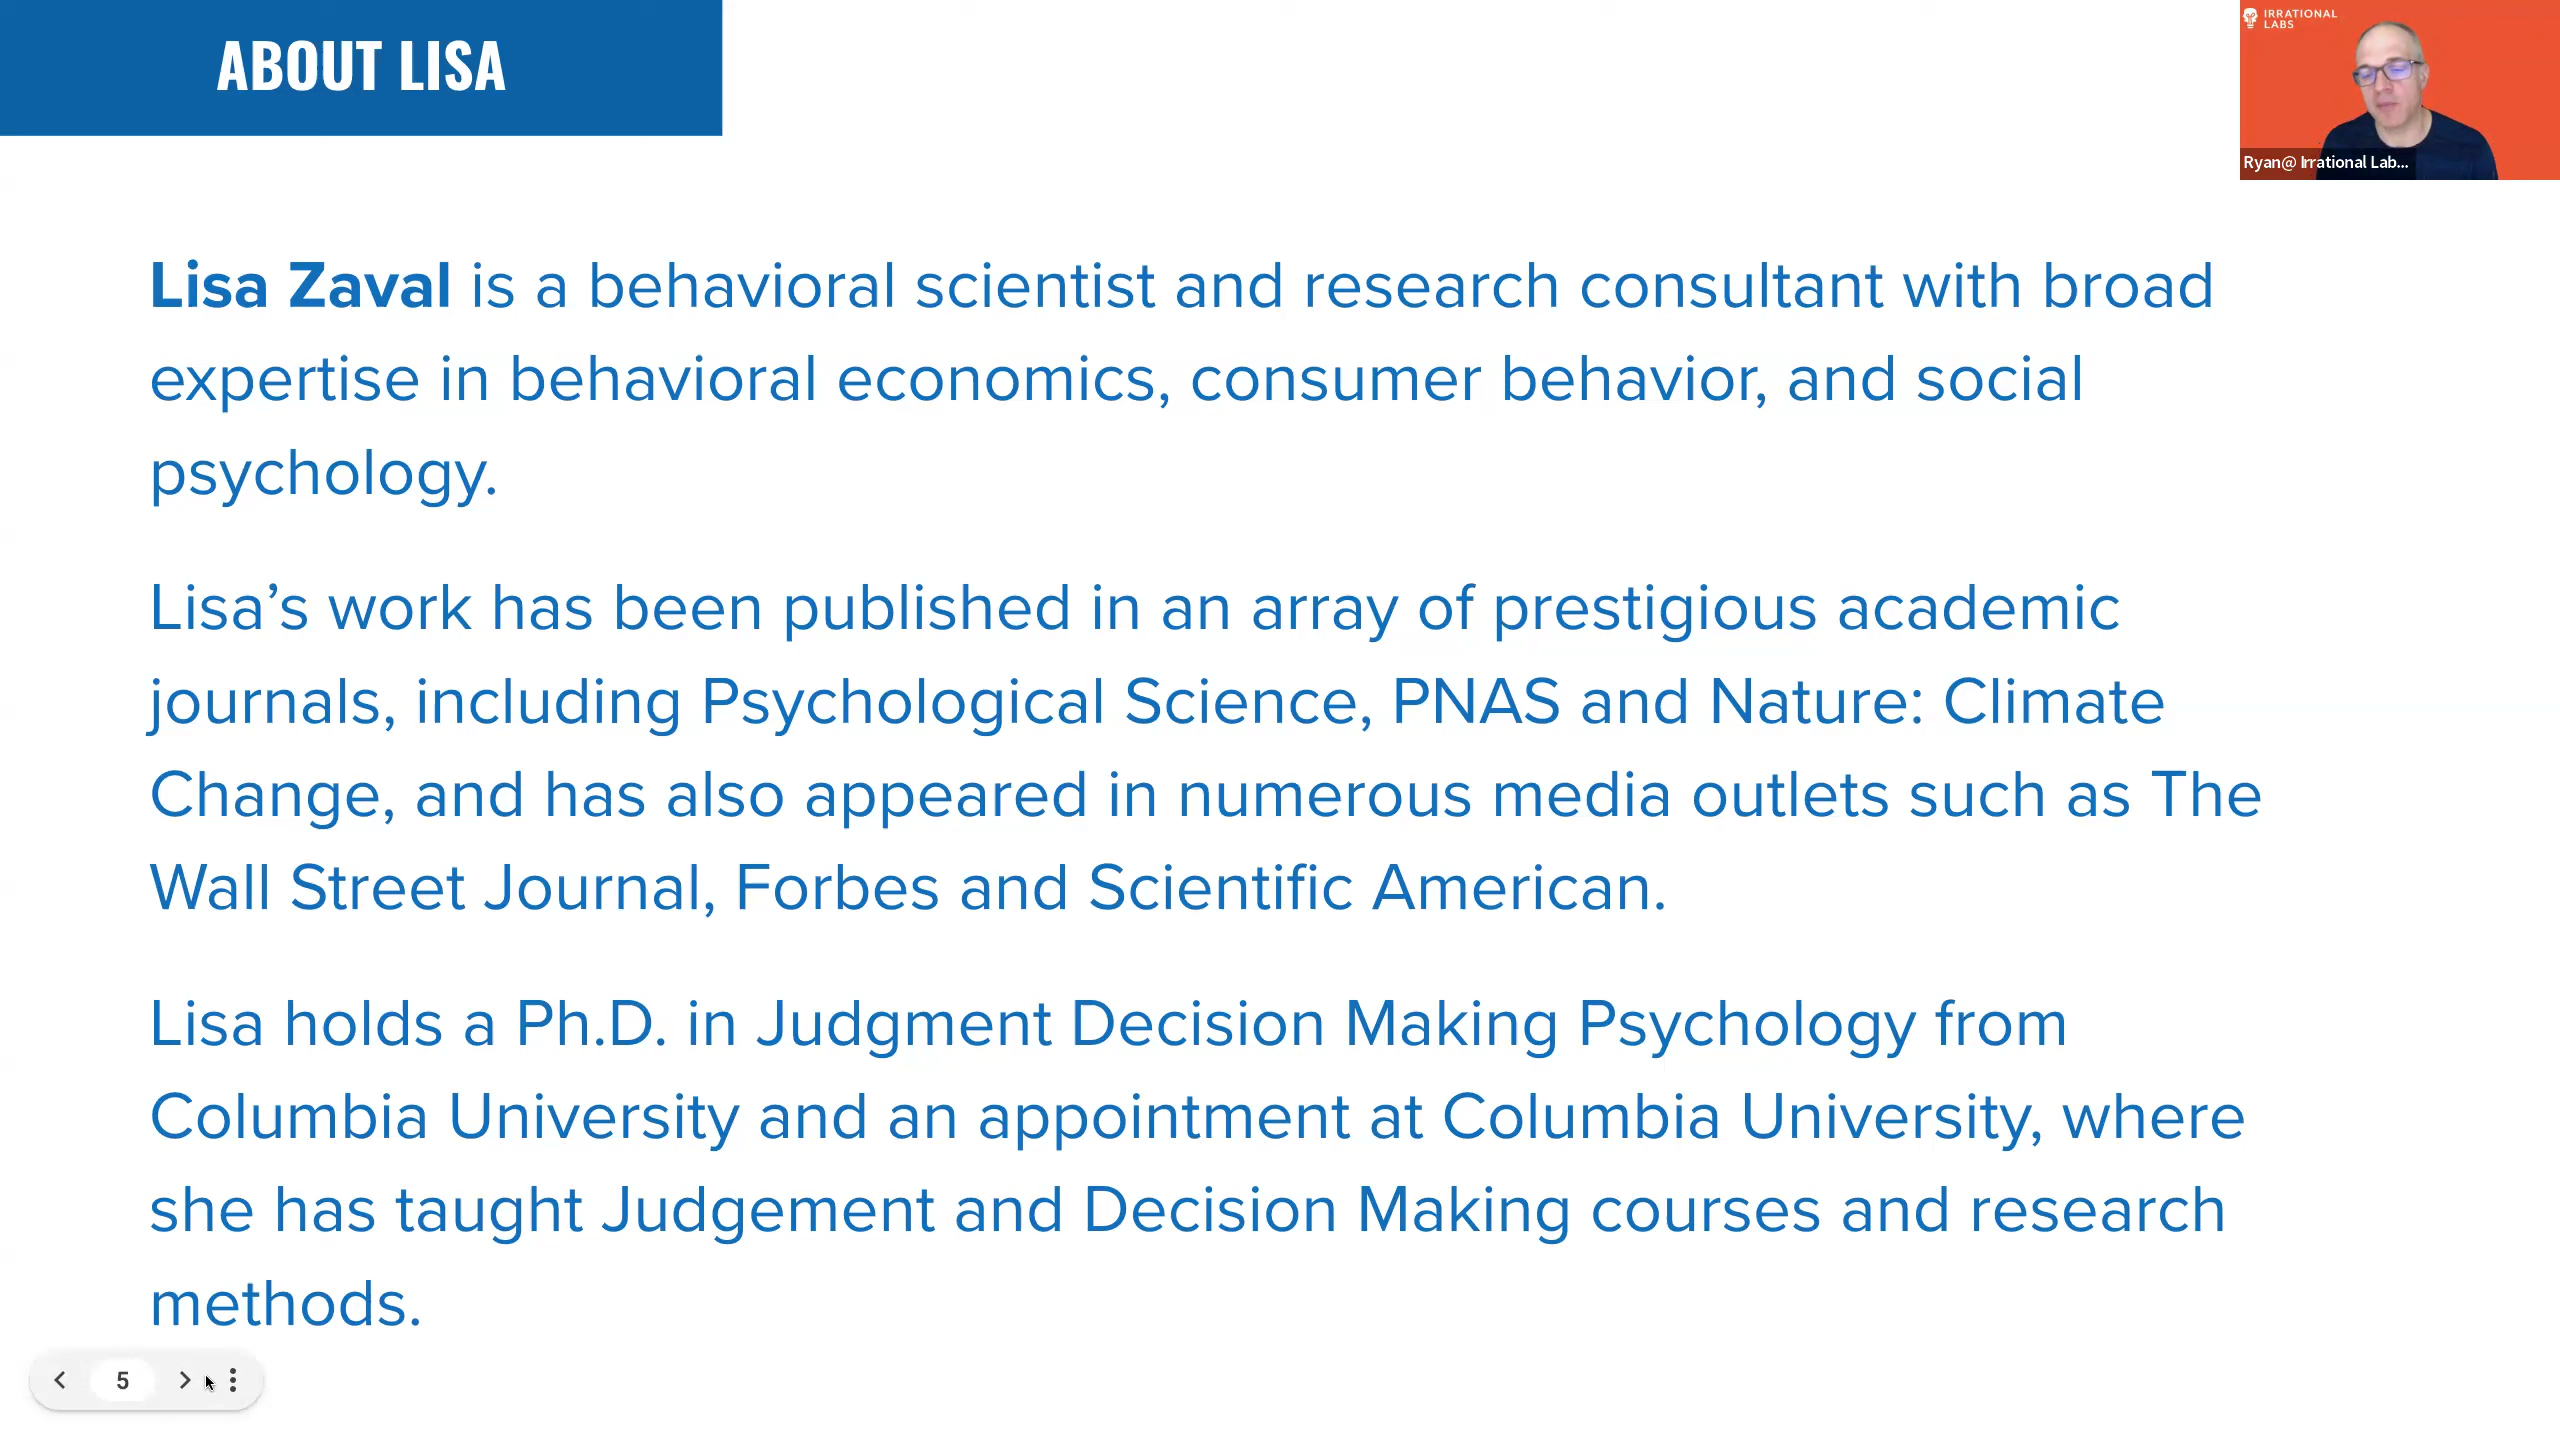 ABOUT LISA
IRRATIONAL
LABS
Ryan@ Irrational Lab...
Lisa Zaval is a behavioral scientist and research consultant with broad
expertise in behavioral economics, consumer behavior, and social
psychology.
Lisa’s work has been published in an array of prestigious academic
journals, including Psychological Science, PNAS and Nature: Climate
Change, and has also appeared in numerous media outlets such as The
Wall Street Journal, Forbes and Scientific American.
Lisa holds a Ph.D. in Judgment Decision Making Psychology from
Columbia University and an appointment at Columbia University, where
she has taught Judgement and Decision Making courses and research
methods.
5